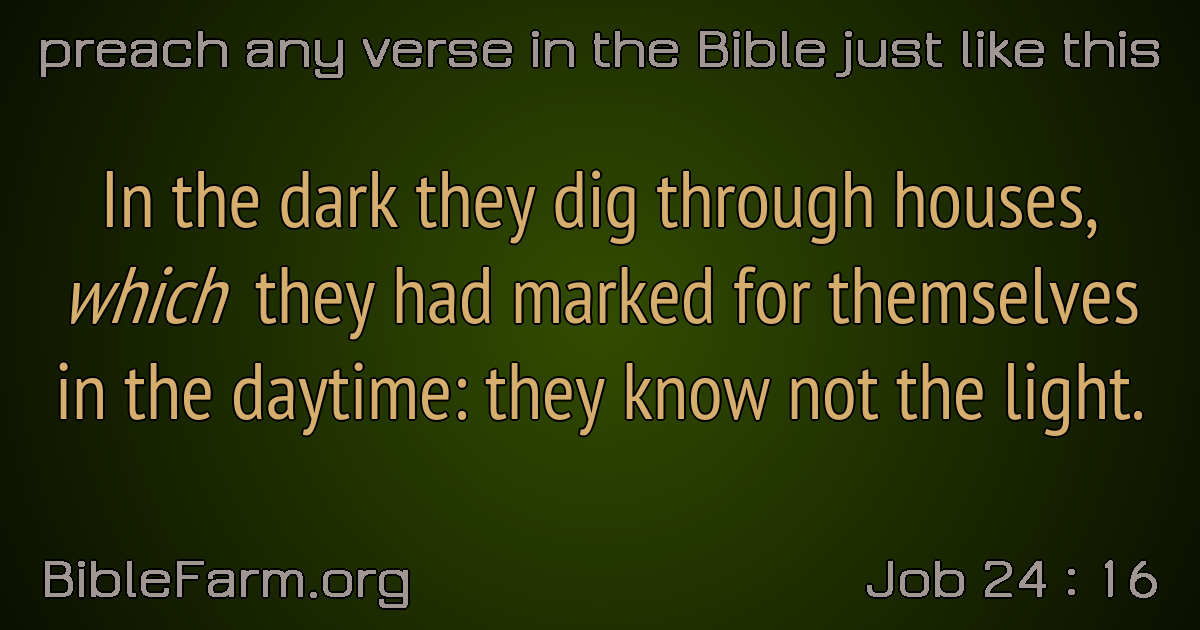 preach any verse in the Bible just like this
In the dark they dig through houses,
which they had marked for themselves
in the daytime: they know not the light.
BibleFarm.org
Job 24 : 16